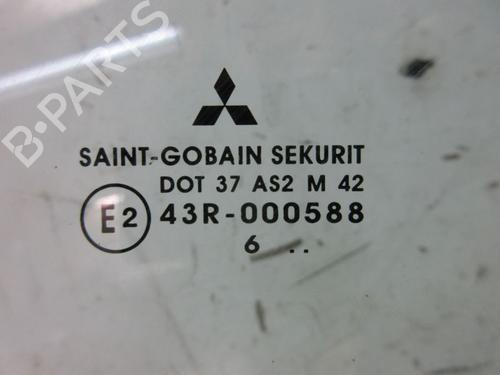 B-PARTS
SAINT-GOBAIN SEKURIT
DOT 37 AS2 M 42
E2 43R-000588
6 ..